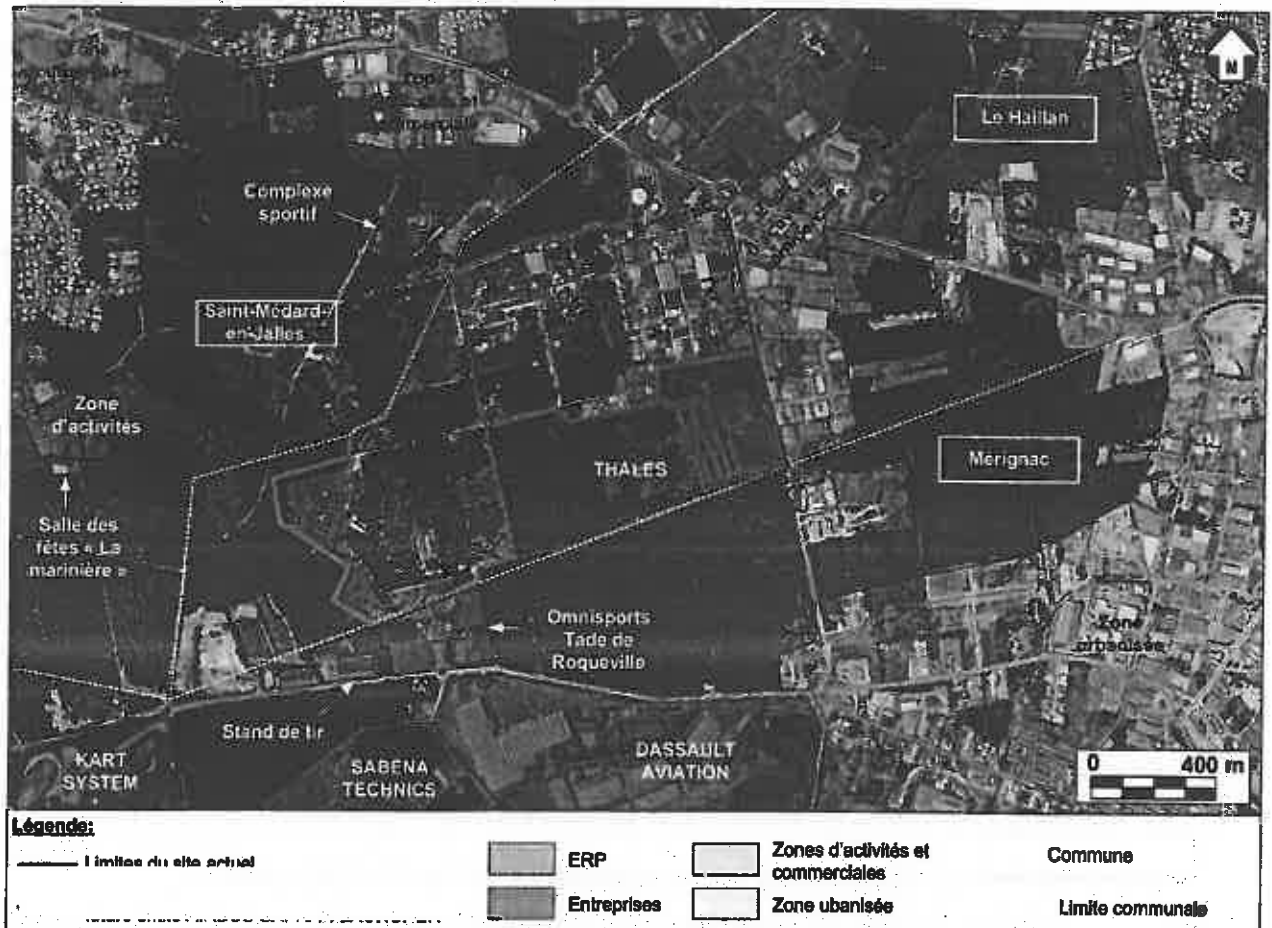 N
Le Haillan
Complexe
sportif
Saint-Médard-
en-Jalles
Zone
d'activités
THALES
Mérignac
Salle des
fêtes « La
marinière »
Omnisports
Tade de
Roqueville
Zone
urbanisée
Stand de tir
KART
SYSTEM
SABENA
TECHNICS
DASSAULT
AVIATION
0 400 m
Légende:
Limites du site actuel
ERP
Zones d'activités et
commerciales
Commune
Entreprises
Zone ubanisée
Limite communale